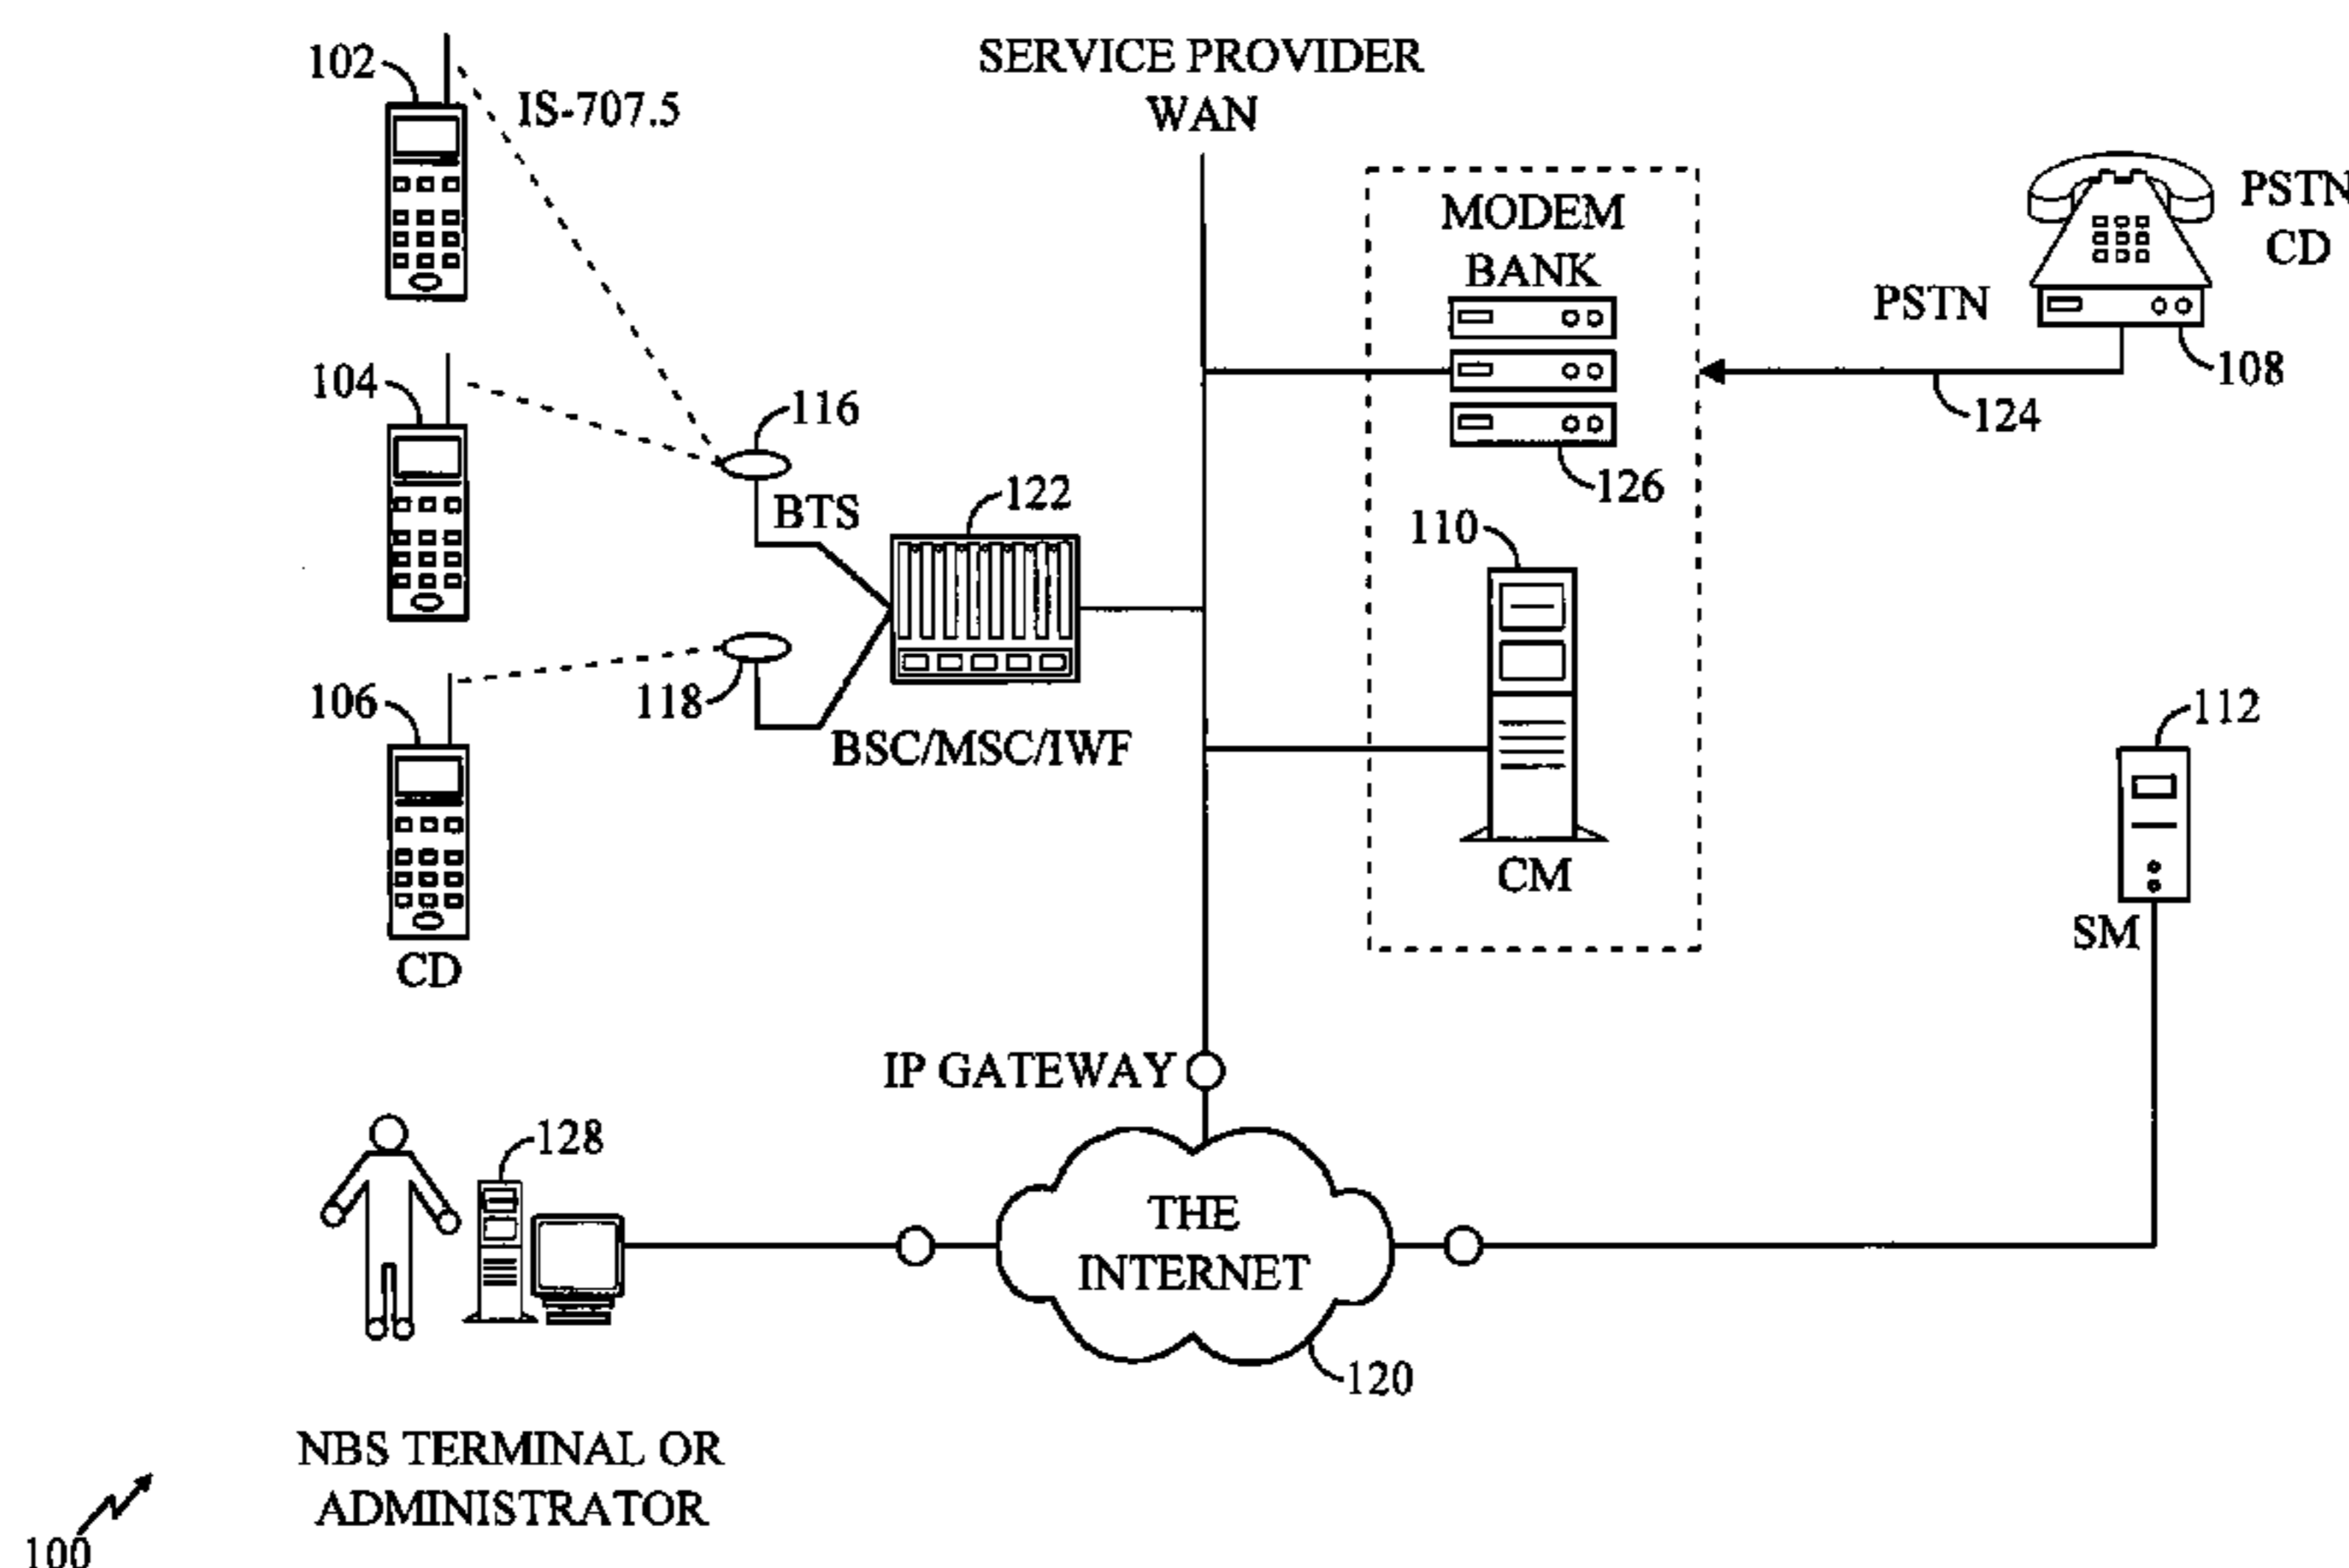 SERVICE PROVIDER
WAN
102
IS-707.5
MODEM
BANK
PSTN
CD
PSTN
108
124
104
116
126
BTS
122
110
106
118
BSC/MSC/IWF
112
CM
SM
CD
IP GATEWAY
128
THE
INTERNET
120
NBS TERMINAL OR
ADMINISTRATOR
100